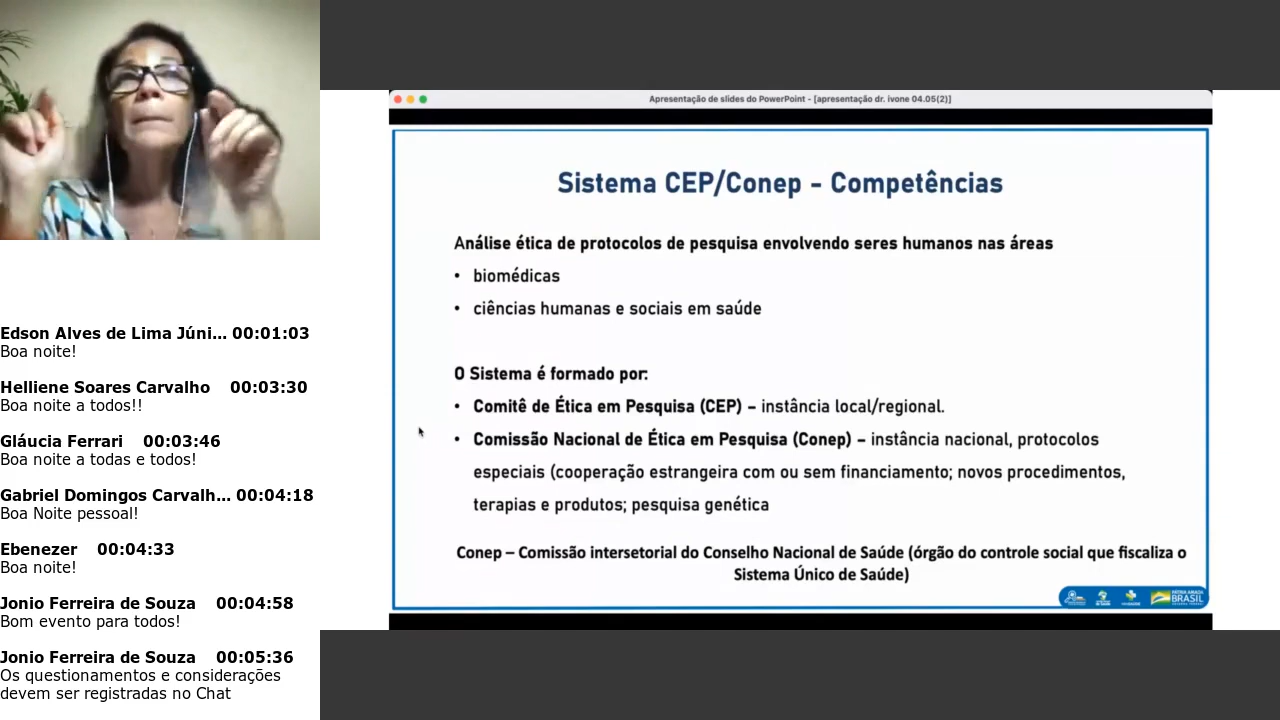 Edson Alves de Lima Júni... 00:01:03
Boa noite!
Helliene Soares Carvalho 00:03:30
Boa noite a todos!!
Gláucia Ferrari 00:03:46
Boa noite a todas e todos!
Gabriel Domingos Carvalh... 00:04:18
Boa Noite pessoal!
Ebenezer 00:04:33
Boa noite!
Jonio Ferreira de Souza 00:04:58
Bom evento para todos!
Jonio Ferreira de Souza 00:05:36
Os questionamentos e considerações
devem ser registradas no Chat
Apresentação de slides do PowerPoint - [apresentação dr. ivone 04.05(2)]
Sistema CEP/Conep - Competências
Análise ética de protocolos de pesquisa envolvendo seres humanos nas áreas
• biomédicas
• ciências humanas e sociais em saúde
O Sistema é formado por:
• Comitê de Ética em Pesquisa (CEP) – instância local/regional.
• Comissão Nacional de Ética em Pesquisa (Conep) – instância nacional, protocolos
especiais (cooperação estrangeira com ou sem financiamento; novos procedimentos,
terapias e produtos; pesquisa genética
Conep – Comissão intersetorial do Conselho Nacional de Saúde (órgão do controle social que fiscaliza o
Sistema Único de Saúde)
PÁTRIA AMADA
BRASIL